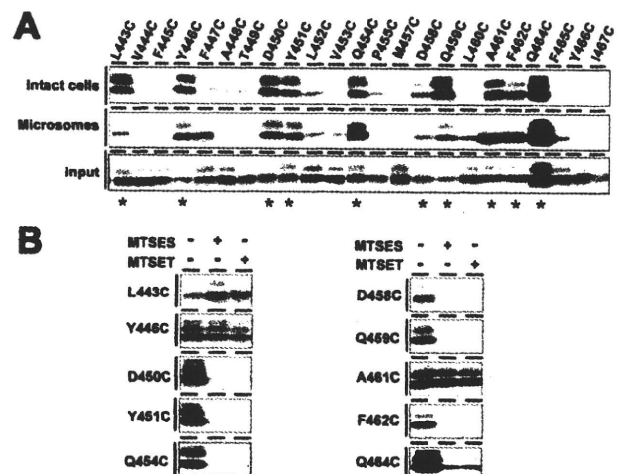 A
L443C V444C F445C Y446C F447C A448C T449C D450C Y451C L452C V453C Q454C P455C M457C D458C Q459C L460C A461C F462C Q464C F465C Y466C I467C
Intact cells
Microsomes
input
* * * * * * * * * *
B
MTSES - + -
MTSET - - +
L443C
Y446C
D450C
Y451C
Q454C
MTSES - + -
MTSET - - +
D458C
Q459C
A461C
F462C
Q464C